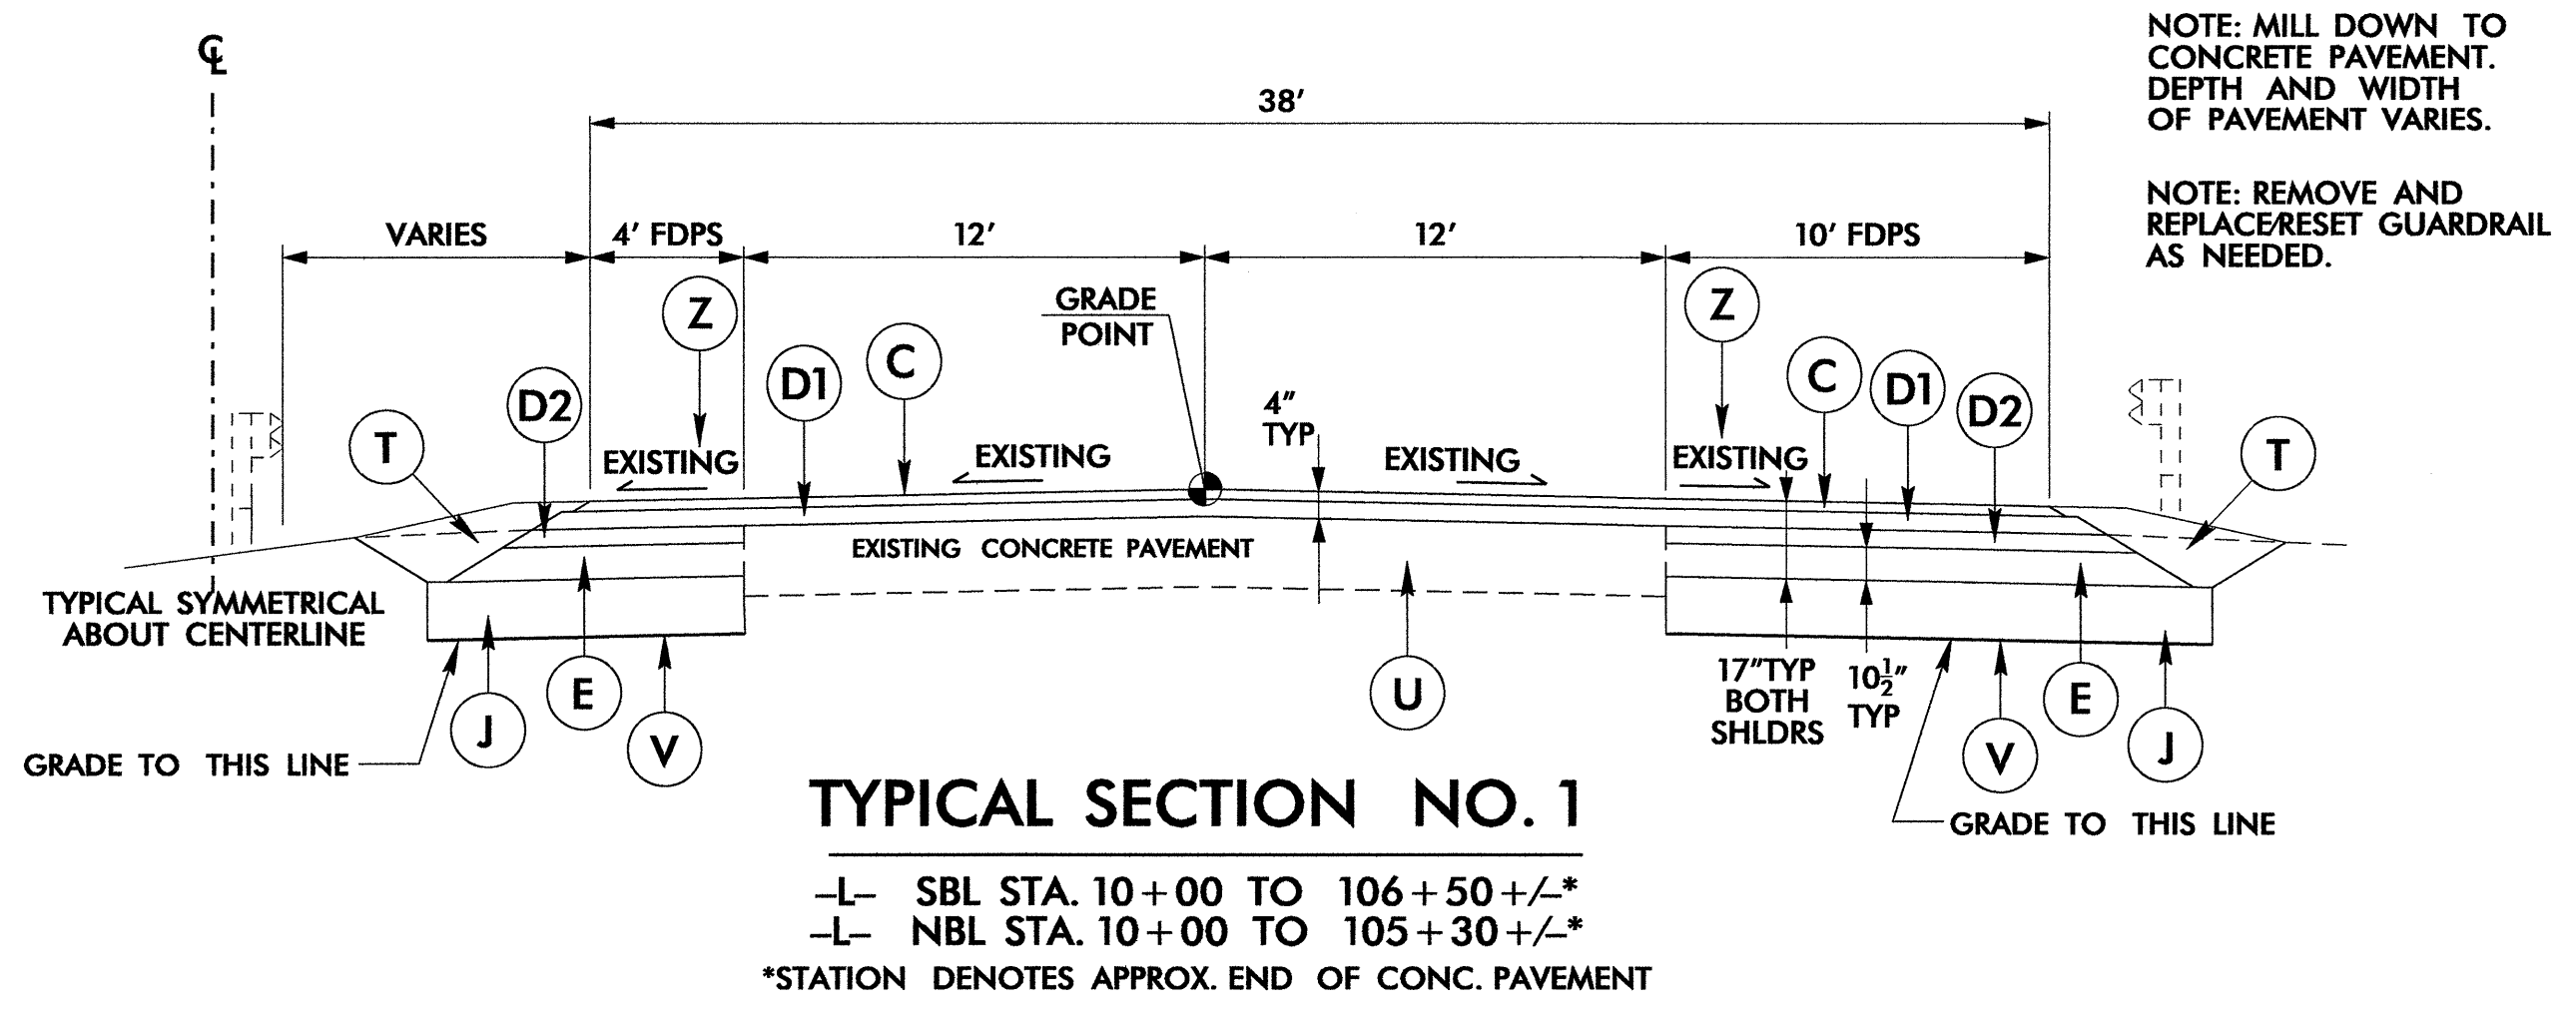 ℄
NOTE: MILL DOWN TO
CONCRETE PAVEMENT.
DEPTH AND WIDTH
OF PAVEMENT VARIES.
NOTE: REMOVE AND
REPLACE/RESET GUARDRAIL
AS NEEDED.
38'
VARIES
4' FDPS
12'
12'
10' FDPS
Z
GRADE
POINT
Z
D2
D1
C
C
D1
D2
T
T
4"
TYP
EXISTING
EXISTING
EXISTING
EXISTING
EXISTING CONCRETE PAVEMENT
TYPICAL SYMMETRICAL
ABOUT CENTERLINE
J
E
V
U
17"TYP
BOTH
SHLDRS
10½"
TYP
V
E
J
GRADE TO THIS LINE
GRADE TO THIS LINE
TYPICAL SECTION NO. 1
–L– SBL STA. 10+00 TO 106+50 +/–*
–L– NBL STA. 10+00 TO 105+30 +/–*
*STATION DENOTES APPROX. END OF CONC. PAVEMENT